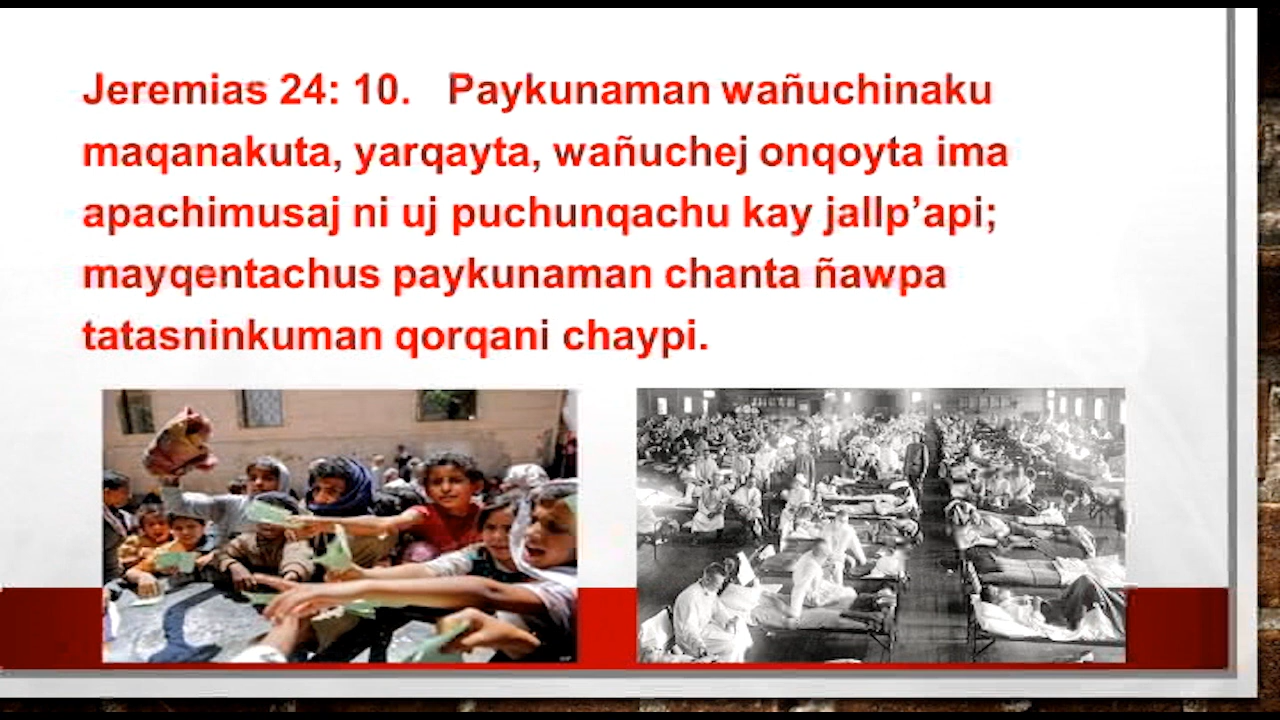 Jeremias 24: 10. Paykunaman wañuchinaku
maqanakuta, yarqayta, wañuchej onqoyta ima
apachimusaj ni uj puchunqachu kay jallp’api;
mayqentachus paykunaman chanta ñawpa
tatasninkuman qorqani chaypi.